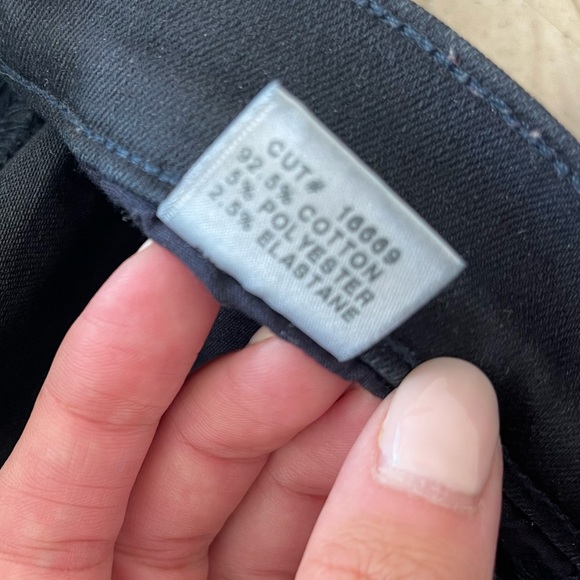 CUT# 16669
92.5% COTTON
5% POLYESTER
2.5% ELASTANE